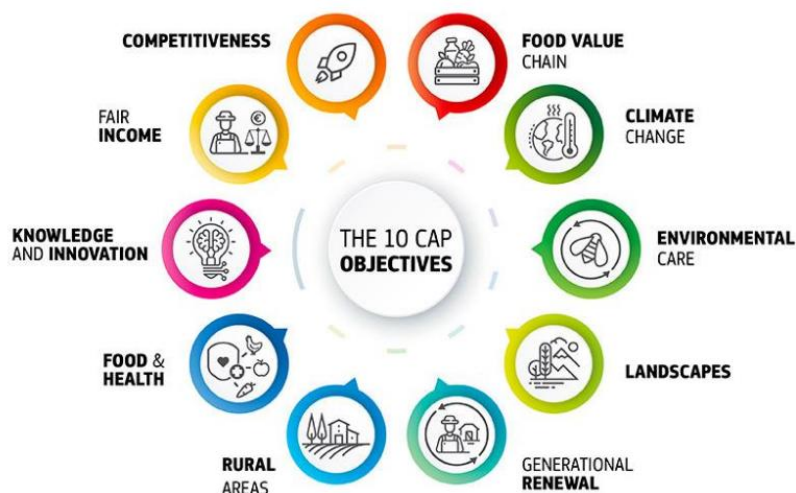 THE 10 CAP
OBJECTIVES
COMPETITIVENESS
FOOD VALUE
CHAIN
CLIMATE
CHANGE
ENVIRONMENTAL
CARE
LANDSCAPES
GENERATIONAL
RENEWAL
RURAL
AREAS
FOOD &
HEALTH
KNOWLEDGE
AND INNOVATION
FAIR
INCOME
€